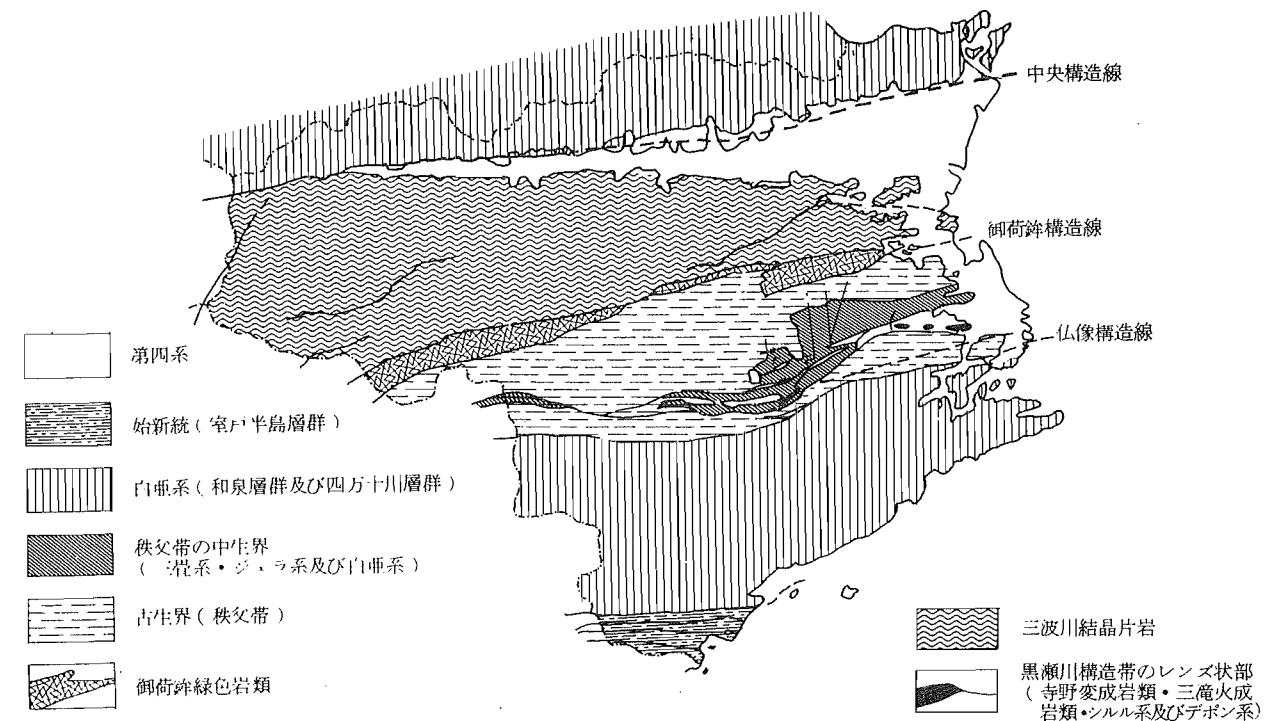 中央構造線
御荷鉾構造線
仏像構造線
第四系
始新統(室戸半島層群)
白亜系(和泉層群及び四万十川層群)
秩父帯の中生界
(三畳系・ジュラ系及び白亜系)
古生界(秩父帯)
御荷鉾緑色岩類
三波川結晶片岩
黒瀬川構造帯のレンズ状部
(寺野変成岩類・三滝火成
岩類・シルル系及びデボン系)